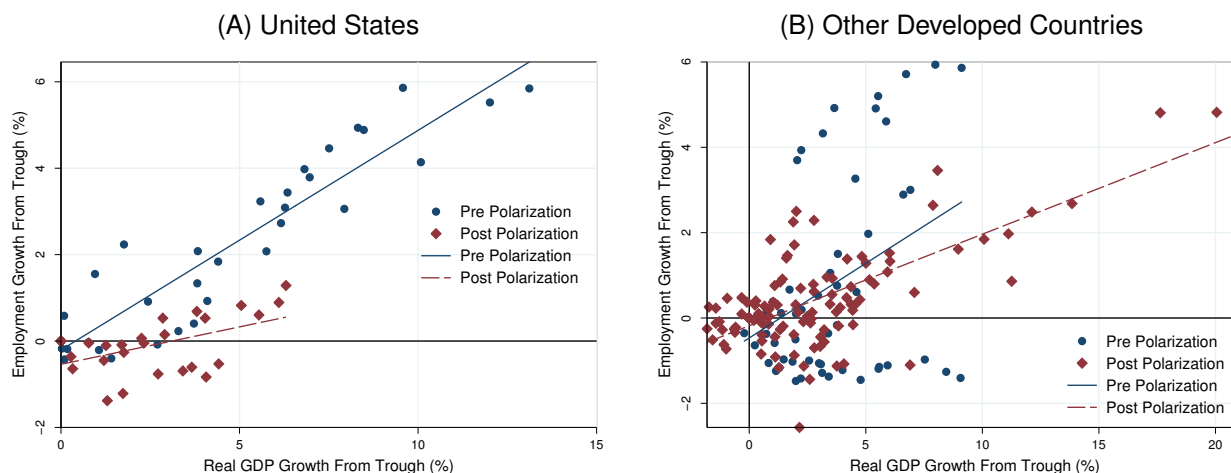 (A) United States
Employment Growth From Trough (%)
6
4
2
0
−2
Pre Polarization
Post Polarization
Pre Polarization
Post Polarization
0
5
10
15
Real GDP Growth From Trough (%)
(B) Other Developed Countries
Employment Growth From Trough (%)
6
4
2
0
−2
Pre Polarization
Post Polarization
Pre Polarization
Post Polarization
0
5
10
15
20
Real GDP Growth From Trough (%)